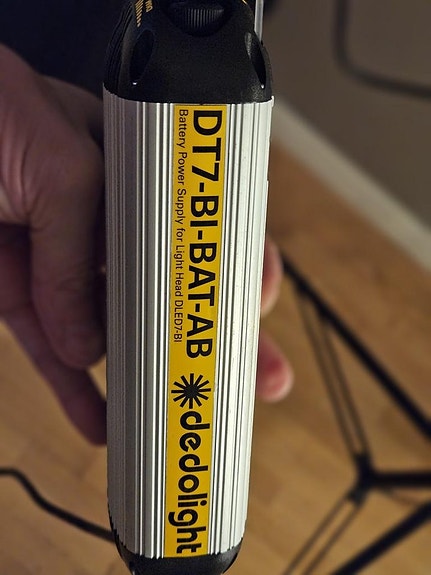 DT7-BI-BAT-AB
Battery Power Supply for Light Head DLED7-BI
dedolight